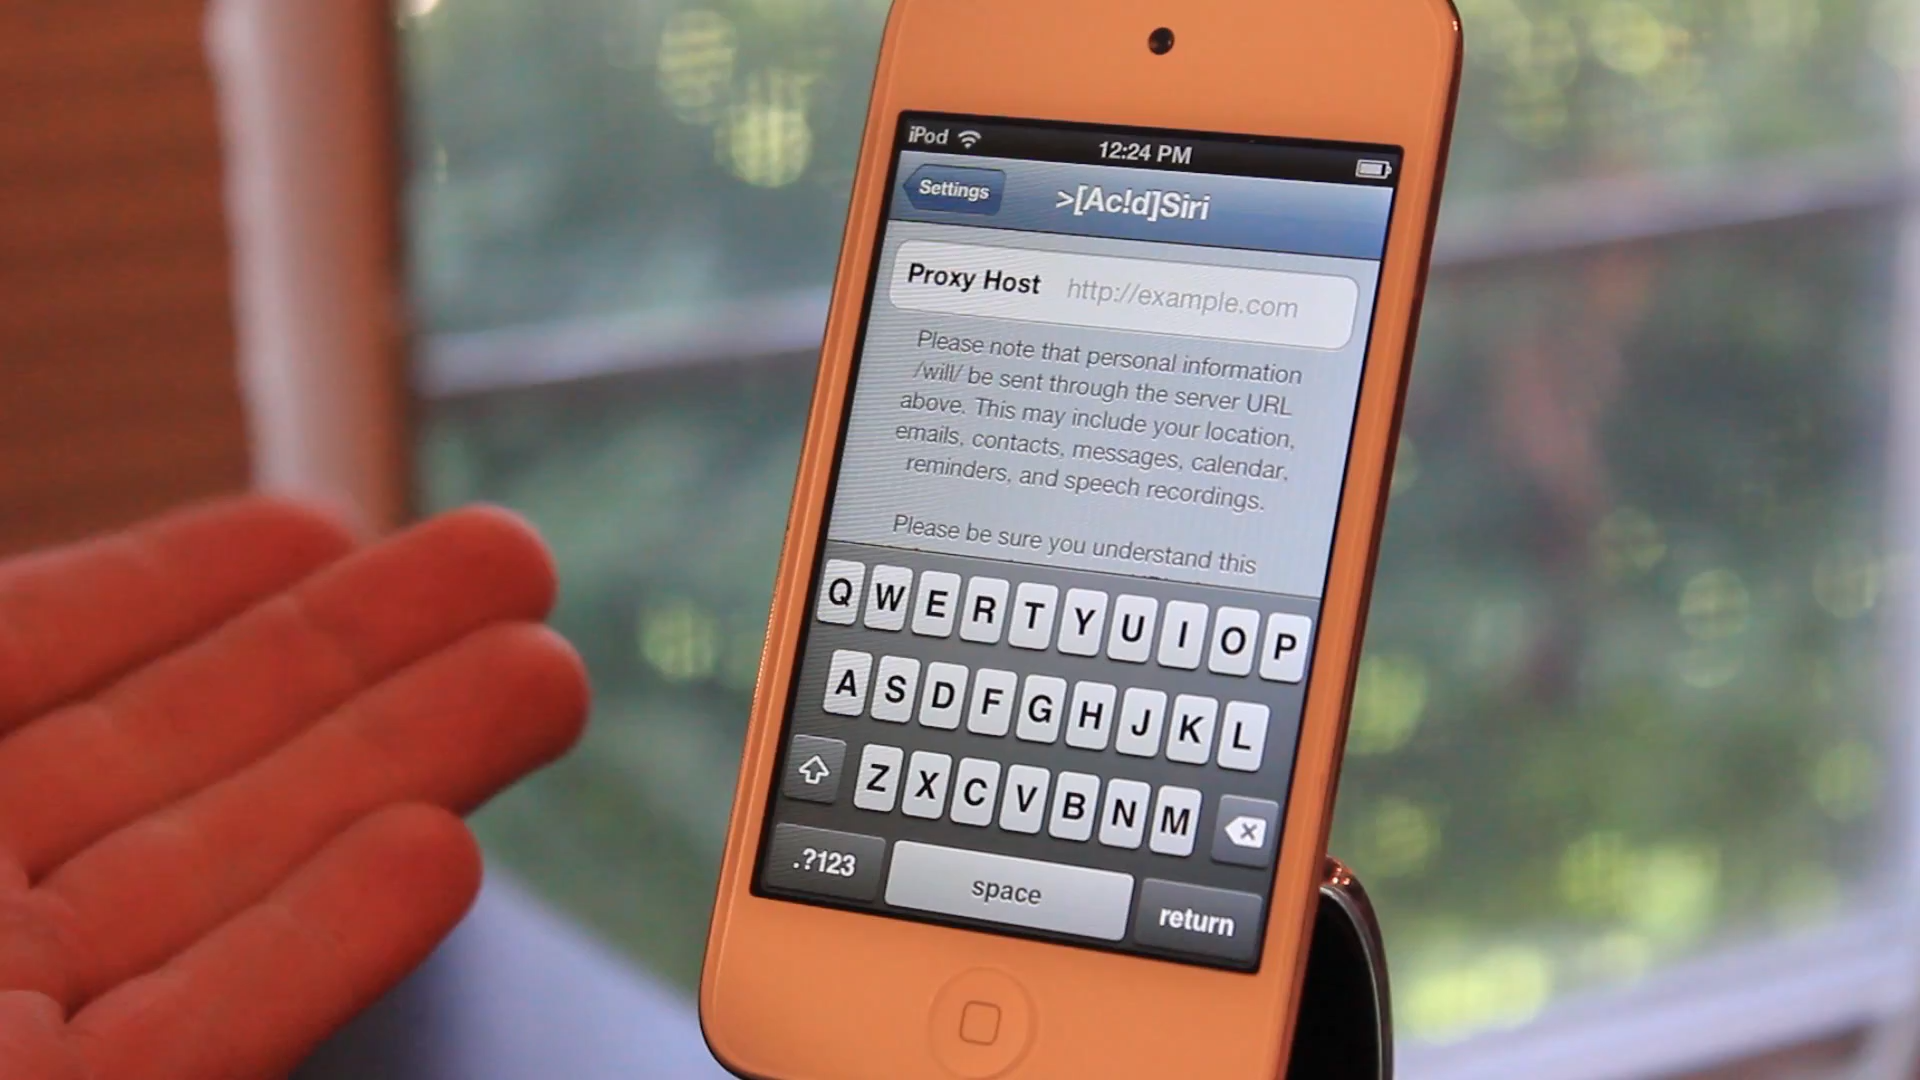 iPod 12:24 PM
Settings >[Ac!d]Siri
Proxy Host http://example.com
Please note that personal information
/will/ be sent through the server URL
above. This may include your location,
emails, contacts, messages, calendar,
reminders, and speech recordings.
Please be sure you understand this
Q W E R T Y U I O P
A S D F G H J K L
Z X C V B N M
.?123 space return